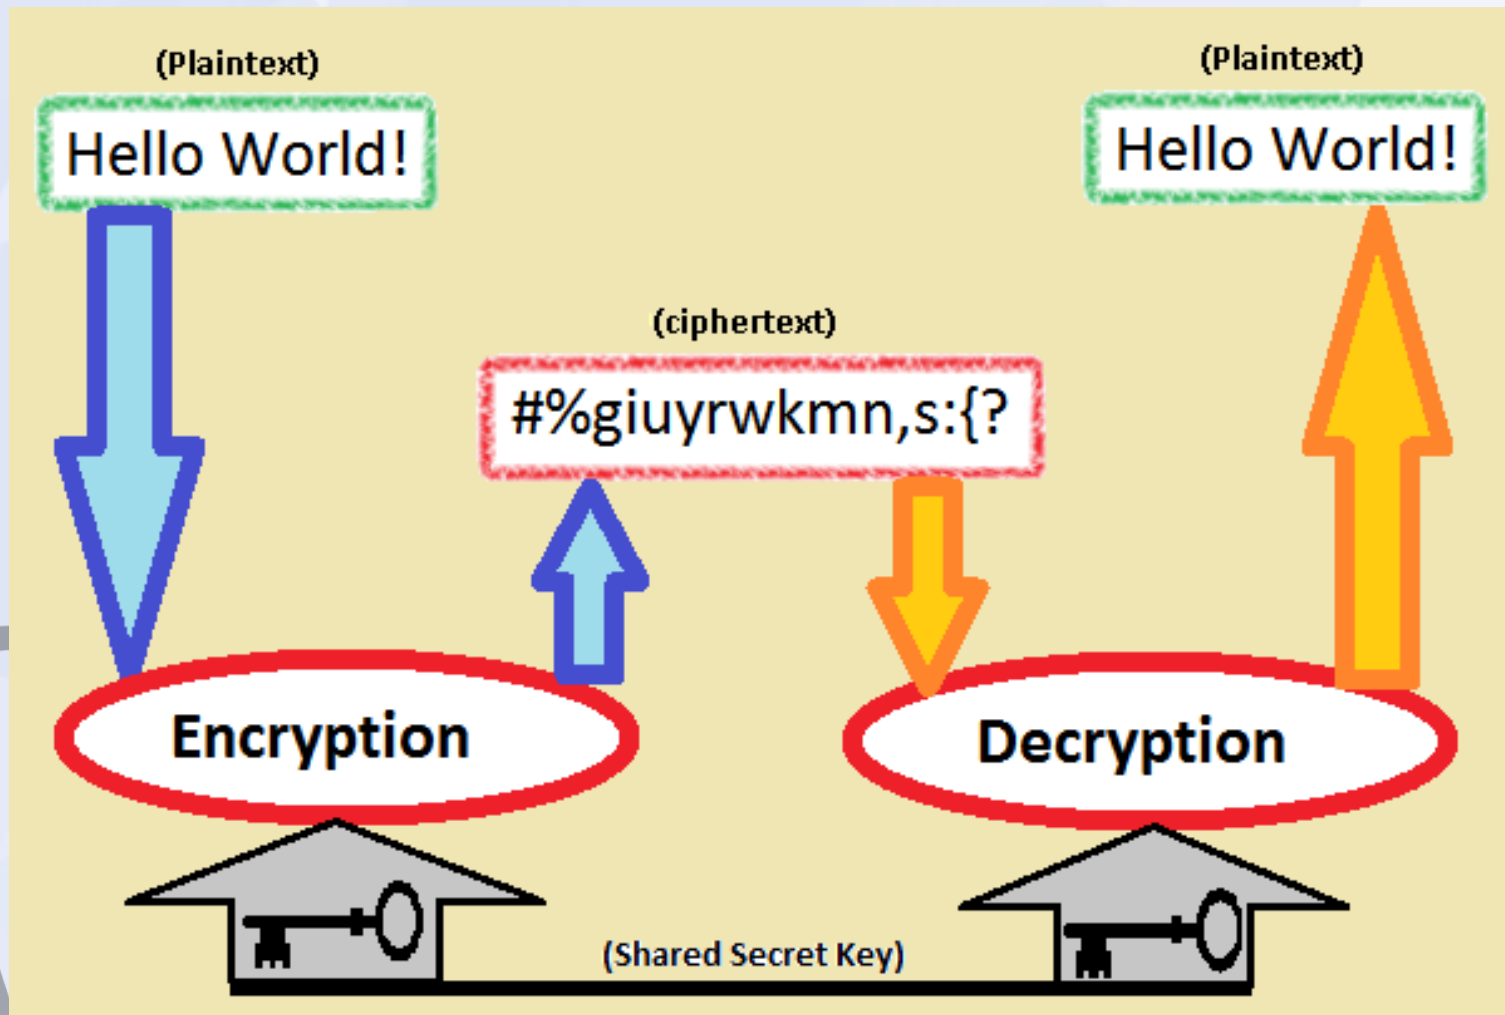 (Plaintext)
Hello World!
(Plaintext)
Hello World!
(ciphertext)
#%giuyrwkmn,s:{?
Encryption
Decryption
(Shared Secret Key)